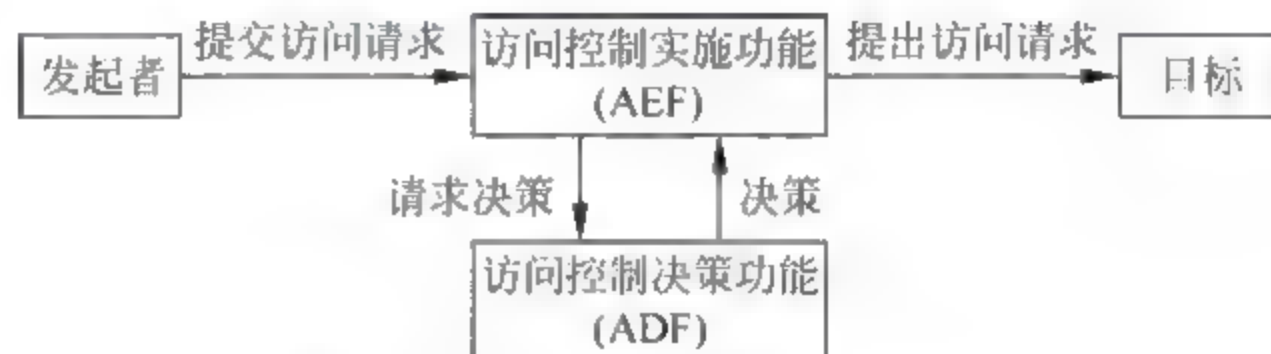 发起者
提交访问请求
访问控制实施功能
(AEF)
提出访问请求
目标
请求决策
决策
访问控制决策功能
(ADF)